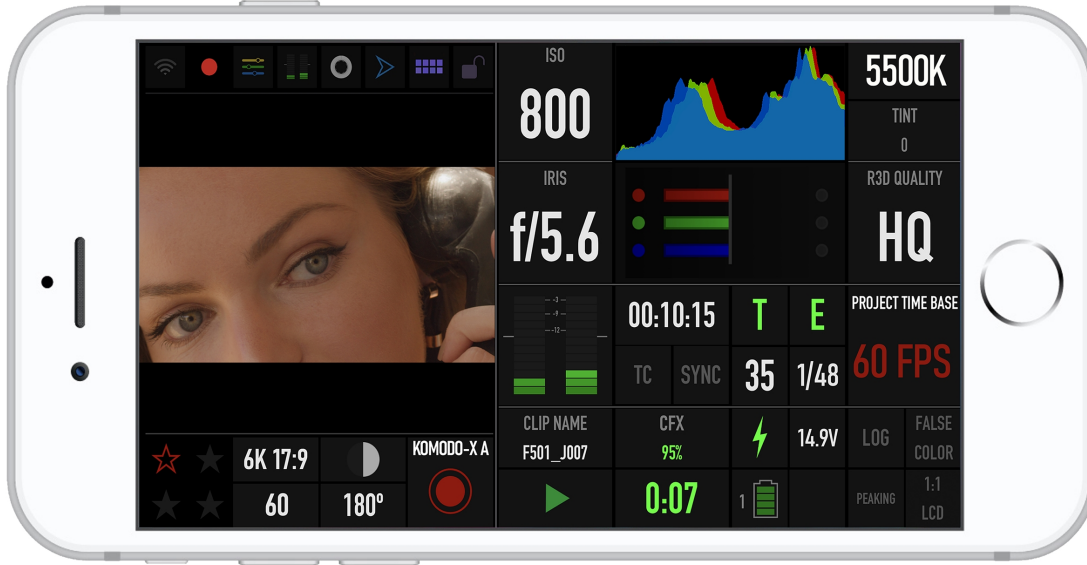 ISO
800
5500K
TINT
0
IRIS
f/5.6
R3D QUALITY
HQ
-3
-9
-12
00:10:15
T
E
TC
SYNC
35
1/48
PROJECT TIME BASE
60 FPS
6K 17:9
60
180º
KOMODO-X A
CLIP NAME
F501_J007
CFX
95%
0:07
14.9V
1
LOG
FALSE
COLOR
PEAKING
1:1
LCD